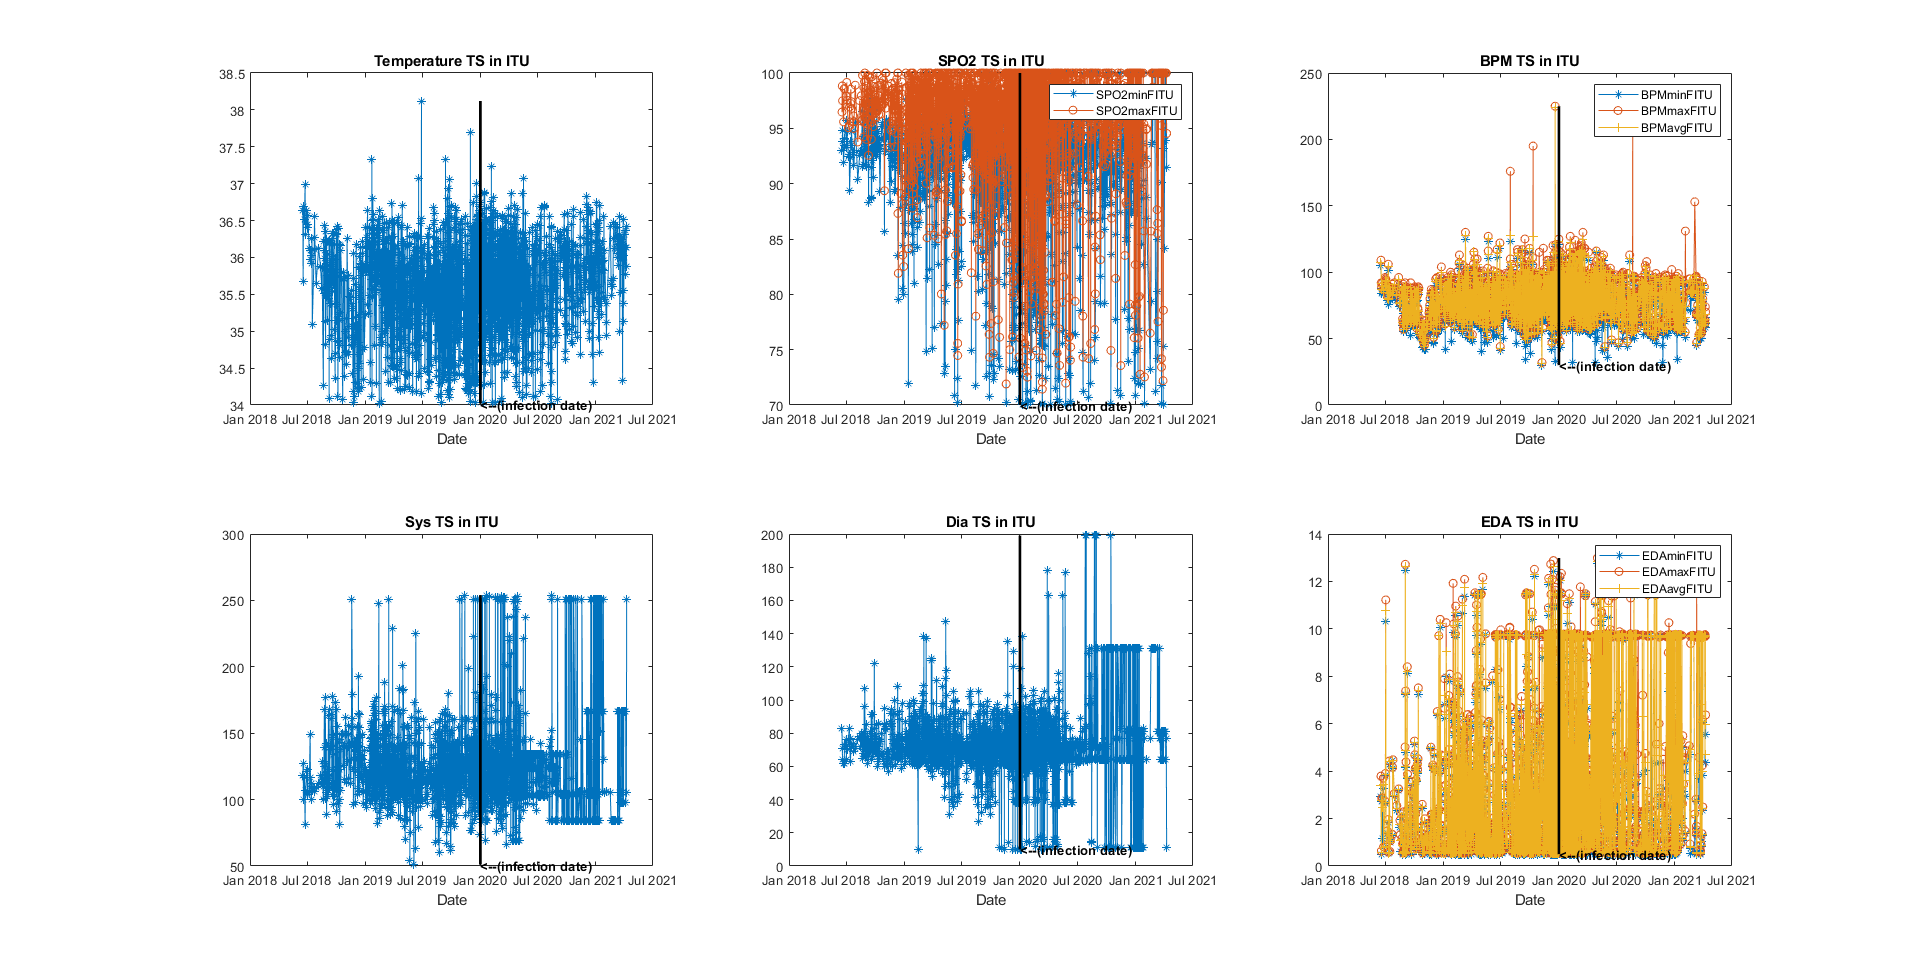 Temperature TS in ITU
38.5
38
37.5
37
36.5
36
35.5
35
34.5
34
Jan 2018 Jul 2018 Jan 2019 Jul 2019 Jan 2020 Jul 2020 Jan 2021 Jul 2021
<--(infection date)
Date
SPO2 TS in ITU
100
95
90
85
80
75
70
SPO2minFITU
SPO2maxFITU
Jan 2018 Jul 2018 Jan 2019 Jul 2019 Jan 2020 Jul 2020 Jan 2021 Jul 2021
<--(infection date)
Date
BPM TS in ITU
250
200
150
100
50
0
BPMminFITU
BPMmaxFITU
BPMavgFITU
<--(infection date)
Jan 2018 Jul 2018 Jan 2019 Jul 2019 Jan 2020 Jul 2020 Jan 2021 Jul 2021
Date
Sys TS in ITU
300
250
200
150
100
50
<--(infection date)
Jan 2018 Jul 2018 Jan 2019 Jul 2019 Jan 2020 Jul 2020 Jan 2021 Jul 2021
Date
Dia TS in ITU
200
180
160
140
120
100
80
60
40
20
0
<--(infection date)
Jan 2018 Jul 2018 Jan 2019 Jul 2019 Jan 2020 Jul 2020 Jan 2021 Jul 2021
Date
EDA TS in ITU
14
12
10
8
6
4
2
0
EDAminFITU
EDAmaxFITU
EDAavgFITU
<--(infection date)
Jan 2018 Jul 2018 Jan 2019 Jul 2019 Jan 2020 Jul 2020 Jan 2021 Jul 2021
Date